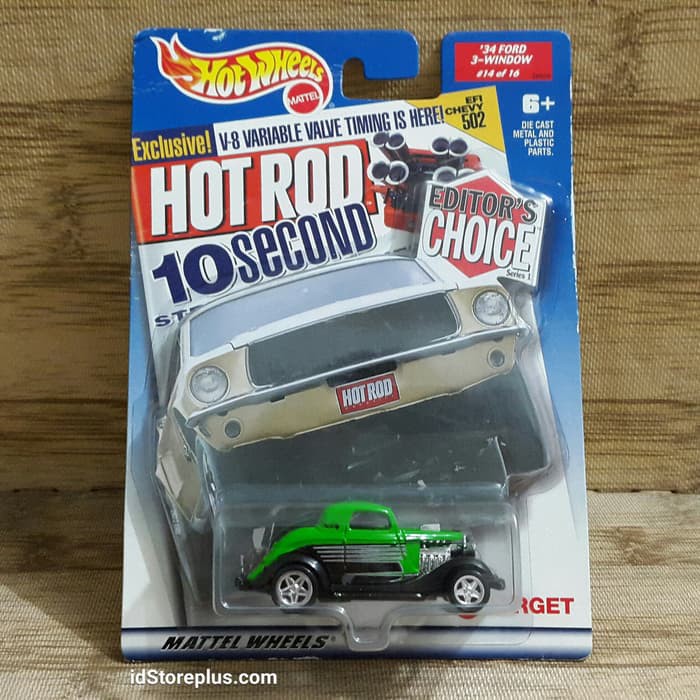 HOT WHEELS
MATTEL
'34 FORD
3-WINDOW
#14 of 16
6+
DIE CAST
METAL AND
PLASTIC
PARTS.
Exclusive! V-8 VARIABLE VALVE TIMING IS HERE!
EFI
CHEVY
502
HOT ROD
10 SECOND
EDITOR'S
CHOICE
Series 1
ST
HOT ROD
RGET
MATTEL WHEELS
idStoreplus.com